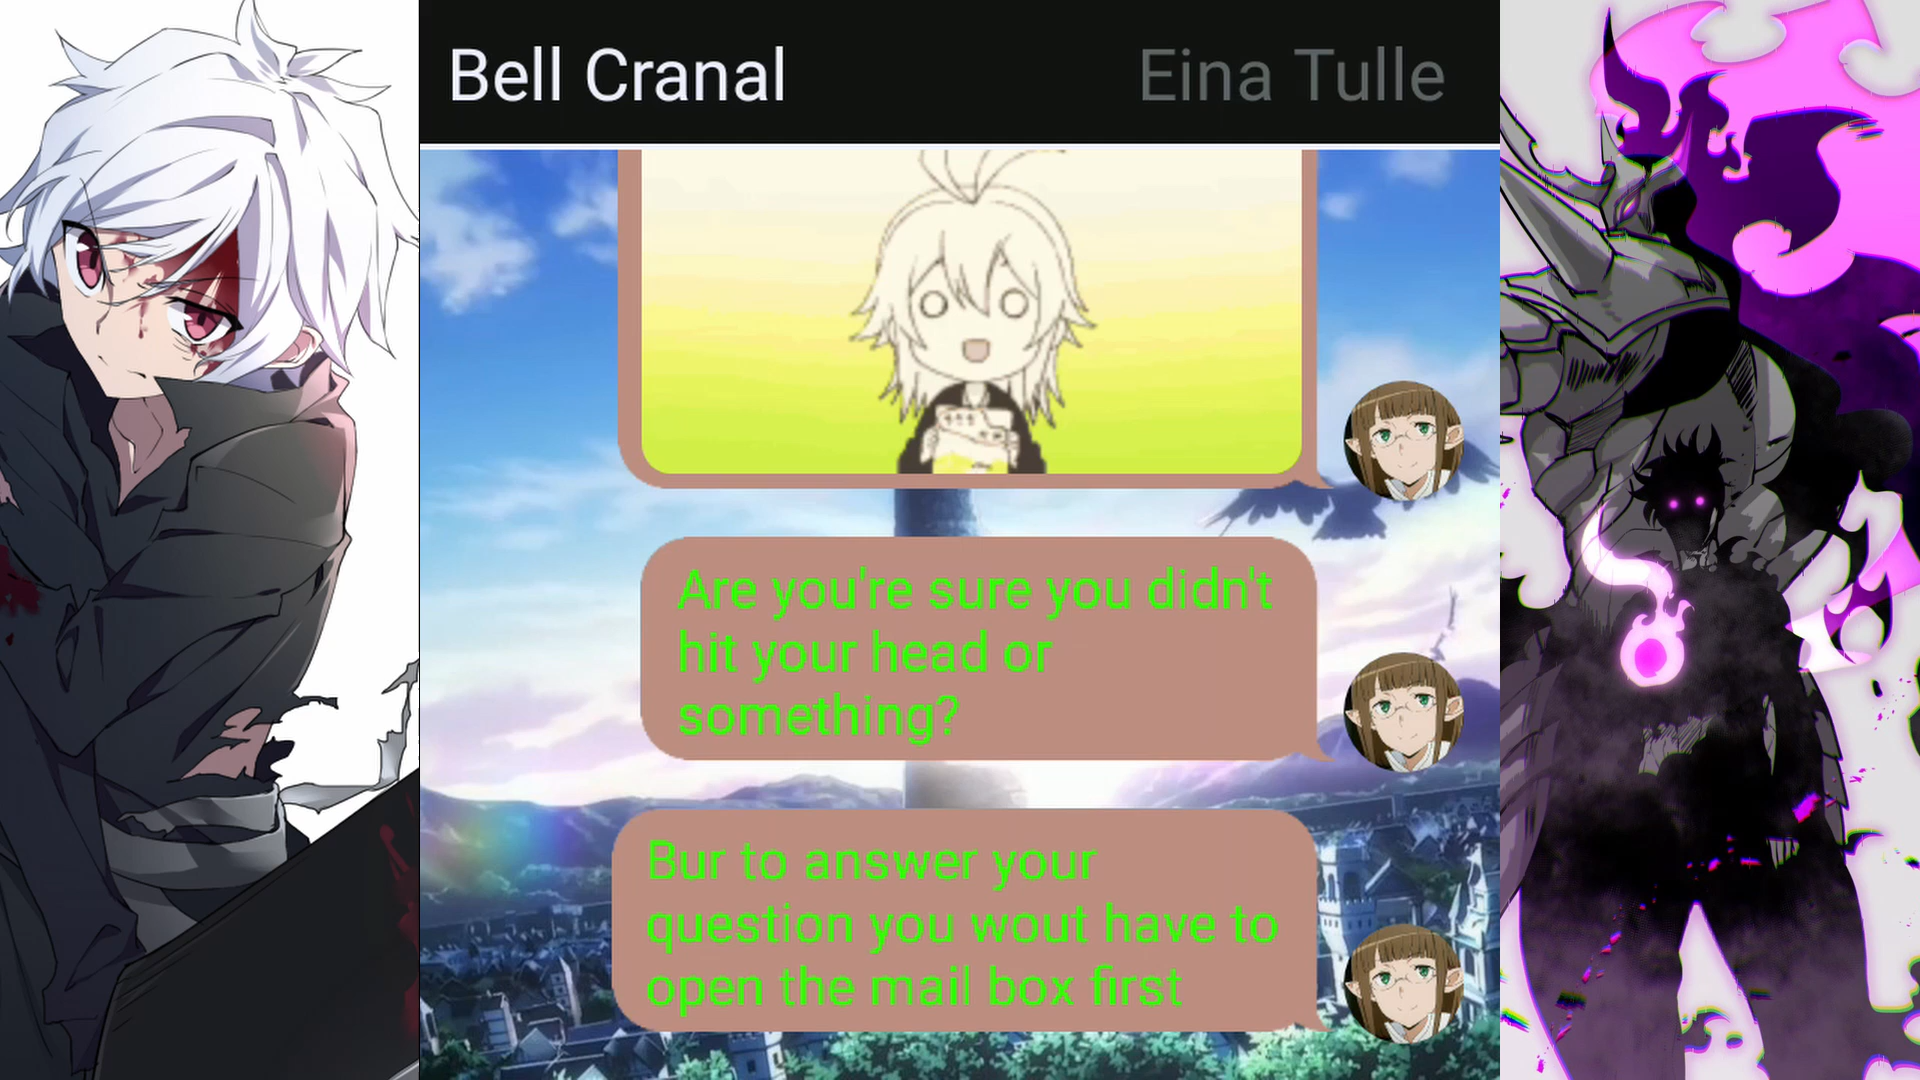 Bell Cranal
Eina Tulle
Are you're sure you didn't
hit your head or
something?
Bur to answer your
question you wout have to
open the mail box first